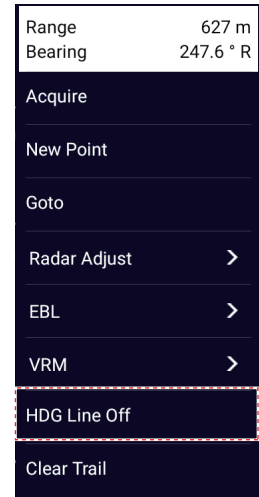 Range 627 m
Bearing 247.6 ° R
Acquire
New Point
Goto
Radar Adjust
EBL
VRM
HDG Line Off
Clear Trail